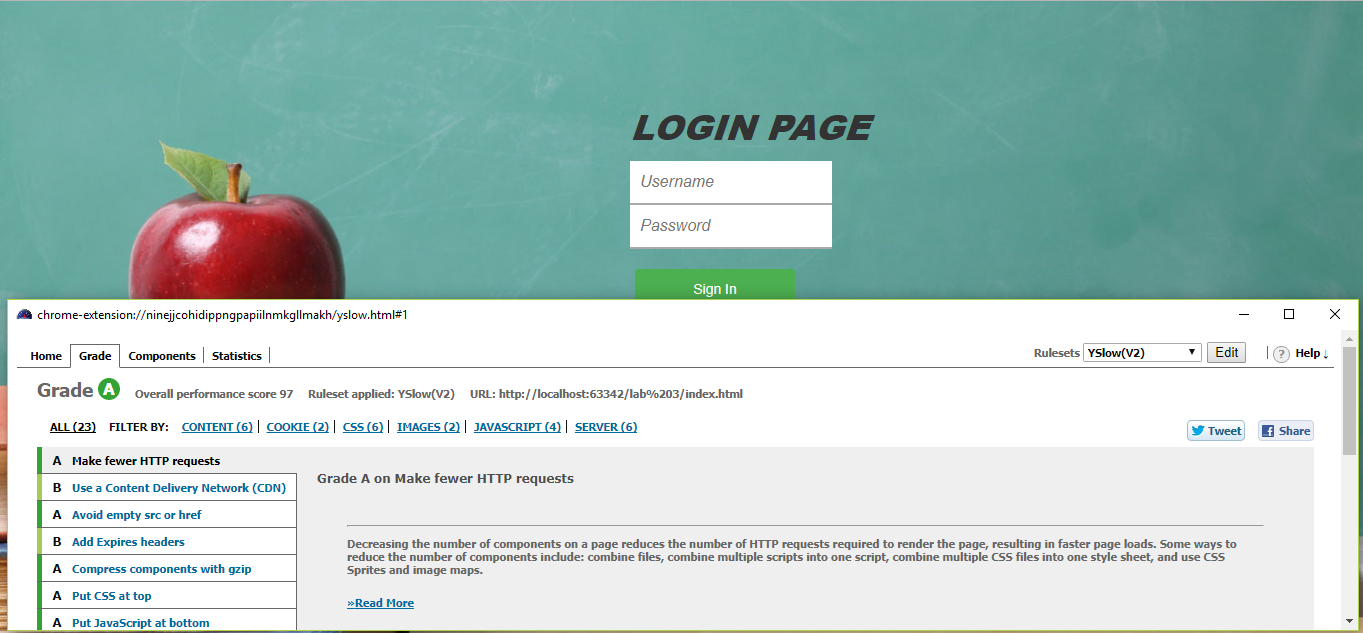 LOGIN PAGE
Username
Password
Sign In
chrome-extension://ninejjcohidippngpapiilnmkgllmakh/yslow.html#1
Home Grade Components Statistics Rulesets YSlow(V2) Edit ? Help ↓
Grade A Overall performance score 97 Ruleset applied: YSlow(V2) URL: http://localhost:63342/lab%203/index.html
ALL (23) FILTER BY: CONTENT (6) COOKIE (2) CSS (6) IMAGES (2) JAVASCRIPT (4) SERVER (6) Tweet Share
A Make fewer HTTP requests
B Use a Content Delivery Network (CDN)
A Avoid empty src or href
B Add Expires headers
A Compress components with gzip
A Put CSS at top
A Put JavaScript at bottom
Grade A on Make fewer HTTP requests
Decreasing the number of components on a page reduces the number of HTTP requests required to render the page, resulting in faster page loads. Some ways to
reduce the number of components include: combine files, combine multiple scripts into one script, combine multiple CSS files into one style sheet, and use CSS
Sprites and image maps.
»Read More